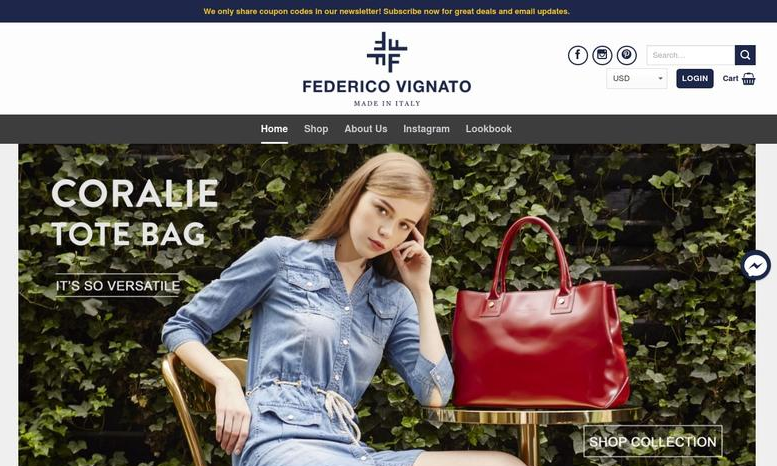 We only share coupon codes in our newsletter! Subscribe now for great deals and email updates.
FEDERICO VIGNATO
MADE IN ITALY
Search...
USD
LOGIN
Cart
Home
Shop
About Us
Instagram
Lookbook
CORALIE
TOTE BAG
IT'S SO VERSATILE
SHOP COLLECTION